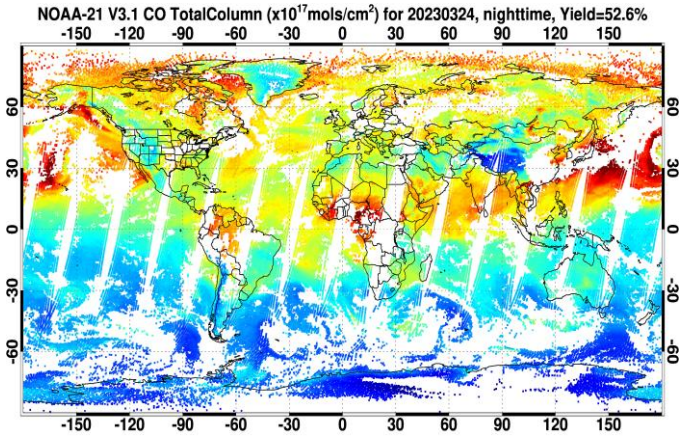 NOAA-21 V3.1 CO TotalColumn (x10¹⁷mols/cm²) for 20230324, nighttime, Yield=52.6%
-150 -120 -90 -60 -30 0 30 60 90 120 150
60 60
30 30
0 0
-30 -30
-60 -60
-150 -120 -90 -60 -30 0 30 60 90 120 150